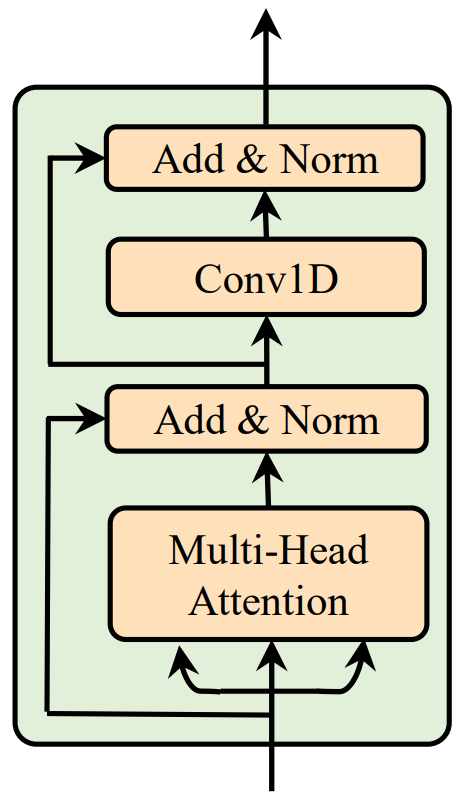 Add & Norm
Conv1D
Add & Norm
Multi-Head
Attention